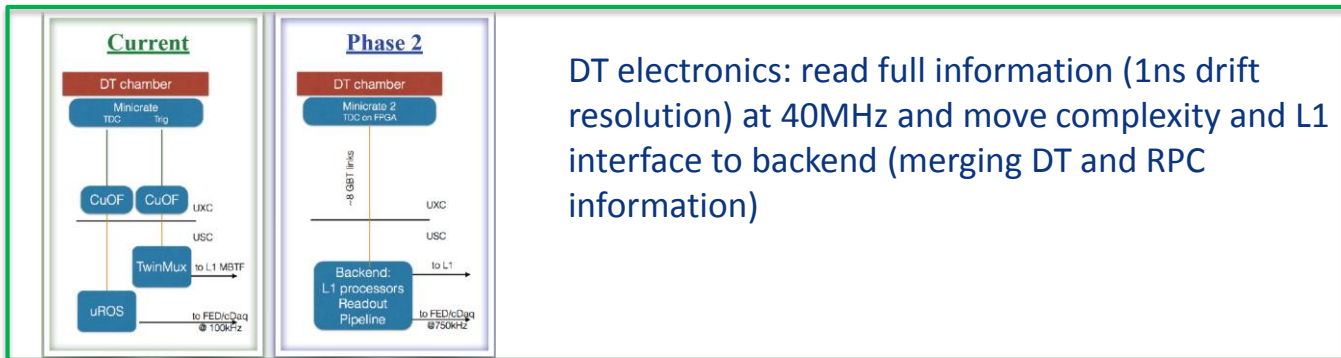 Current
DT chamber
Minicrate
TDC Trig
CuOF CuOF
UXC
USC
TwinMux to L1 MBTF
uROS
to FED/cDaq
@ 100kHz
Phase 2
DT chamber
Minicrate 2
TDC on FPGA
~8 GBT links
UXC
USC
Backend:
L1 processors
Readout
Pipeline
to L1
to FED/cDaq
@750kHz
DT electronics: read full information (1ns drift
resolution) at 40MHz and move complexity and L1
interface to backend (merging DT and RPC
information)